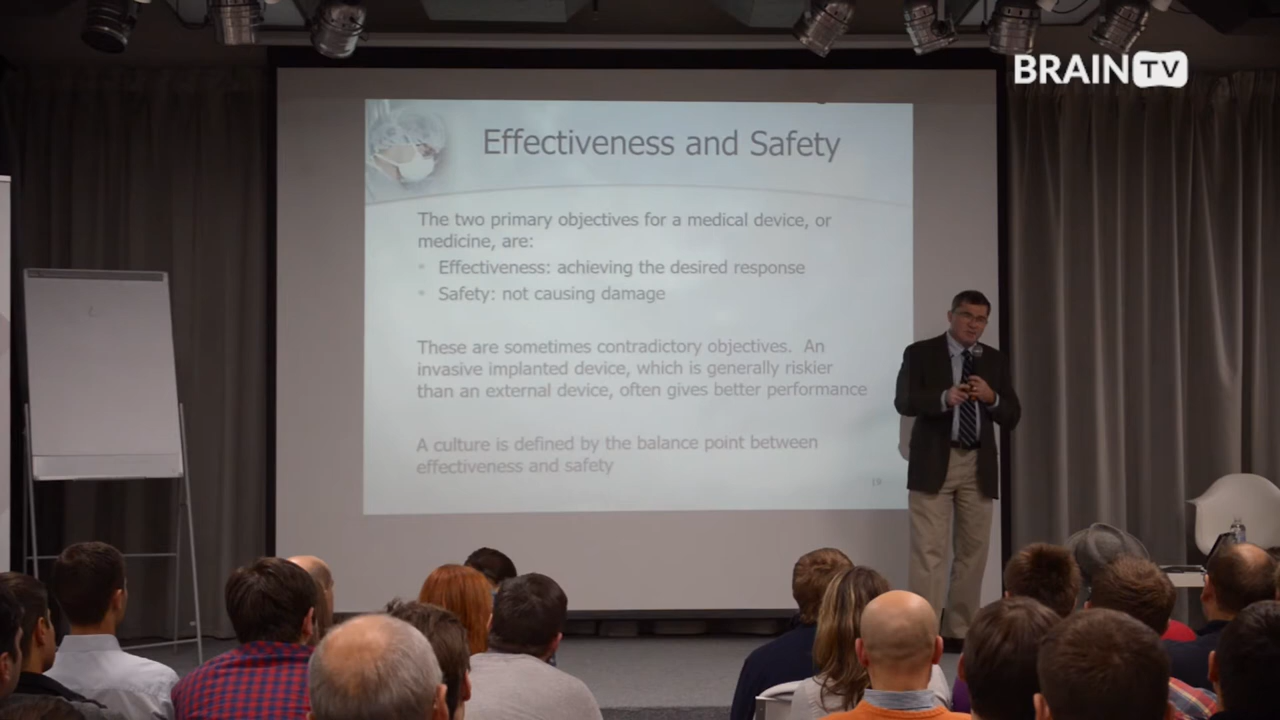 BRAIN TV
Effectiveness and Safety
The two primary objectives for a medical device, or
medicine, are:
• Effectiveness: achieving the desired response
• Safety: not causing damage
These are sometimes contradictory objectives. An
invasive implanted device, which is generally riskier
than an external device, often gives better performance
A culture is defined by the balance point between
effectiveness and safety
19